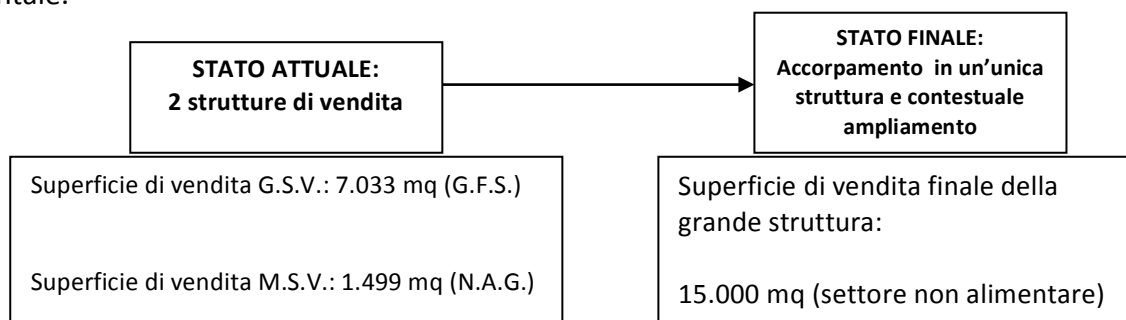 STATO ATTUALE:
2 strutture di vendita
STATO FINALE:
Accorpamento in un’unica
struttura e contestuale
ampliamento
Superficie di vendita G.S.V.: 7.033 mq (G.F.S.)
Superficie di vendita M.S.V.: 1.499 mq (N.A.G.)
Superficie di vendita finale della
grande struttura:
15.000 mq (settore non alimentare)